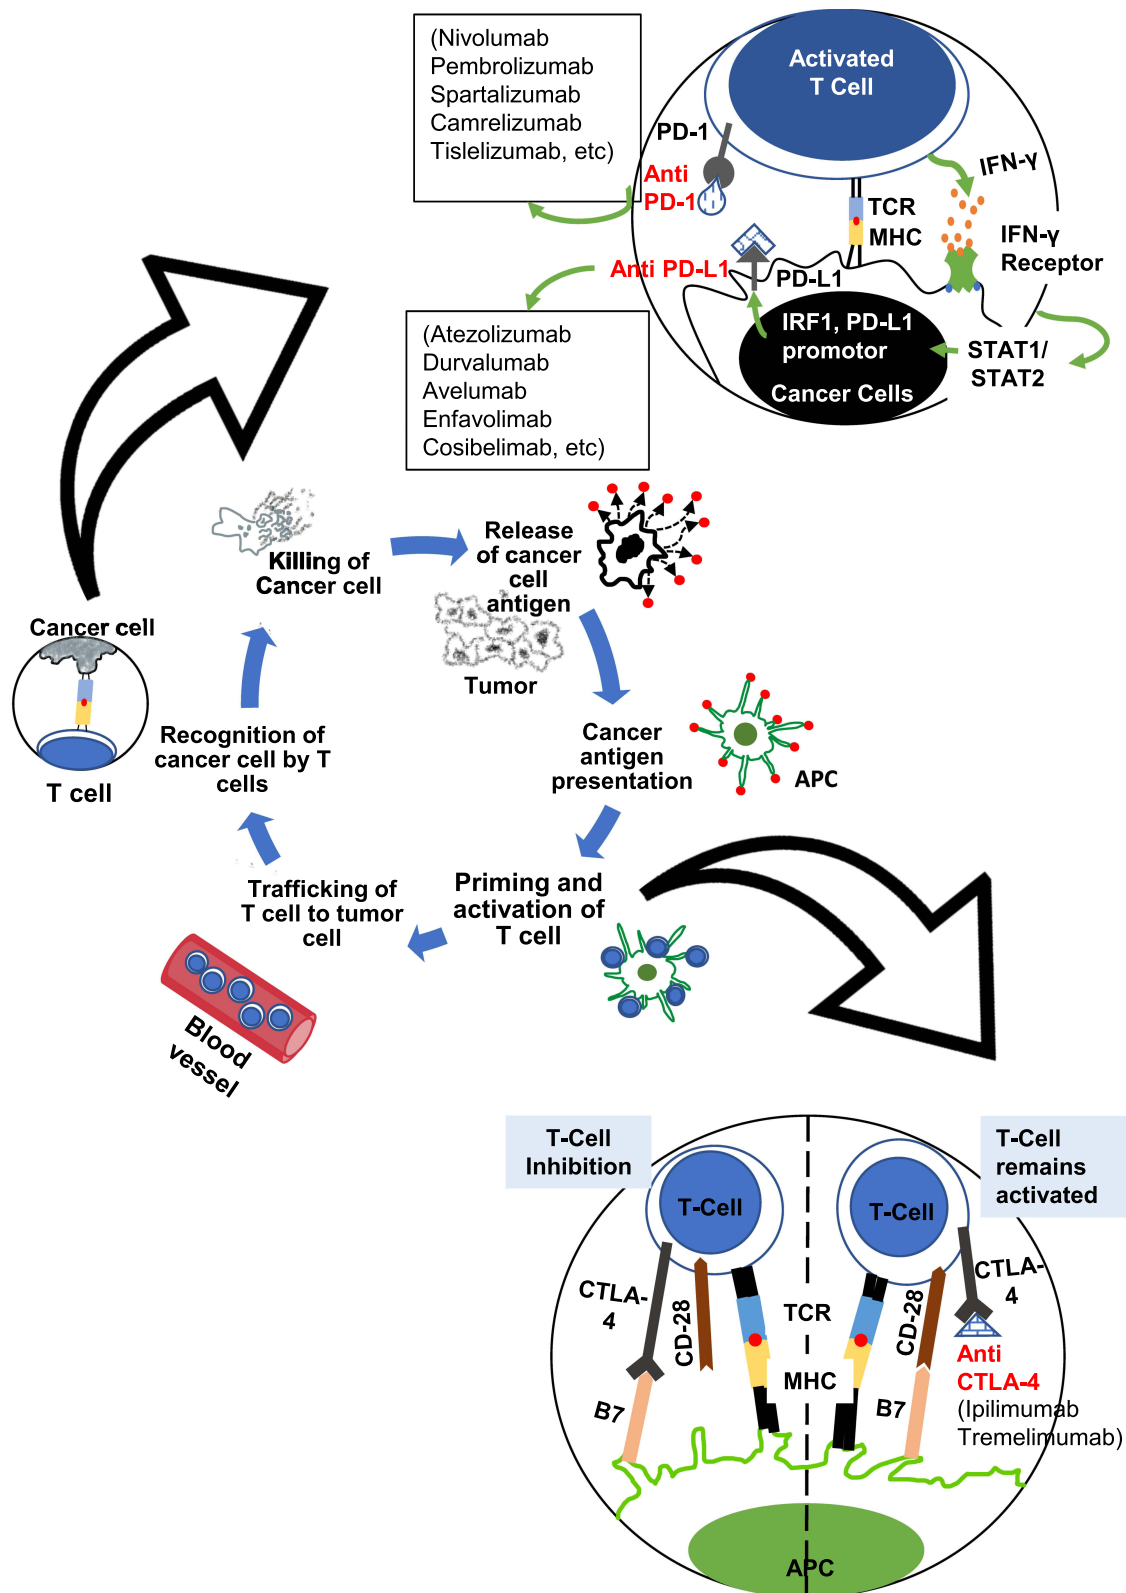 (Nivolumab
Pembrolizumab
Spartalizumab
Camrelizumab
Tislelizumab, etc)
Activated
T Cell
PD-1
Anti
PD-1
IFN-γ
TCR
MHC
IFN-γ
Receptor
Anti PD-L1
PD-L1
IRF1, PD-L1
promotor
Cancer Cells
STAT1/
STAT2
(Atezolizumab
Durvalumab
Avelumab
Enfavolimab
Cosibelimab, etc)
Killing of
Cancer cell
Release
of cancer
cell
antigen
Tumor
Cancer cell
T cell
Recognition of
cancer cell by T
cells
Cancer
antigen
presentation
APC
Trafficking of
T cell to tumor
cell
Priming and
activation of
T cell
Blood
vessel
T-Cell
Inhibition
T-Cell
remains
activated
T-Cell
T-Cell
CTLA-
4
CD-28
TCR
MHC
B7
CD-28
B7
CTLA-
4
Anti
CTLA-4
(Ipilimumab
Tremelimumab)
APC